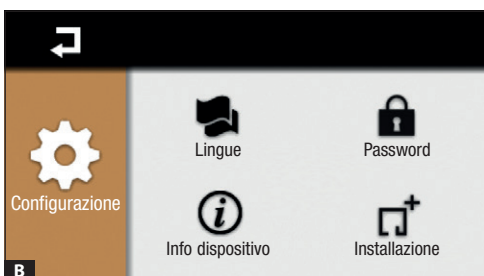 Lingue
Password
Configurazione
Info dispositivo
Installazione
B